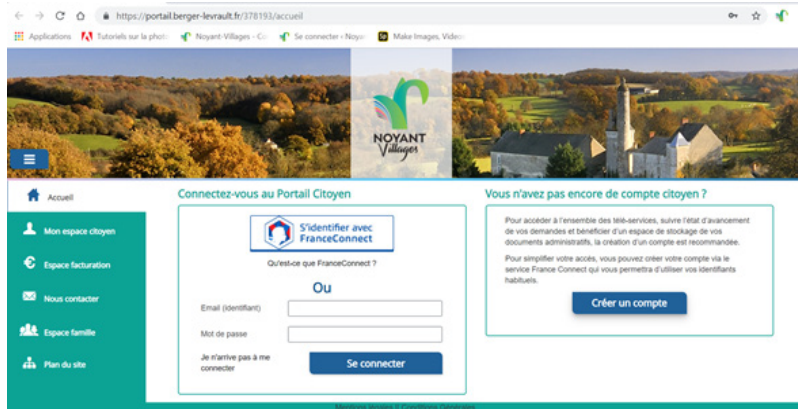 https://portail.berger-levrault.fr/378193/accueil
Applications
Tutoriels sur la photo
Noyant-Villages - Co
Se connecter ‹ Noya
Make Images, Video
NOYANT
Villages
Accueil
Mon espace citoyen
Espace facturation
Nous contacter
Espace famille
Plan du site
Connectez-vous au Portail Citoyen
S'identifier avec
FranceConnect
Qu'est-ce que FranceConnect ?
Ou
Email (identifiant)
Mot de passe
Je n'arrive pas à me
connecter
Se connecter
Vous n'avez pas encore de compte citoyen ?
Pour accéder à l'ensemble des télé-services, suivre l'état d'avancement
de vos demandes et bénéficier d'un espace de stockage de vos
documents administratifs, la création d'un compte est recommandée.
Pour simplifier votre accès, vous pouvez créer votre compte via le
service France Connect qui vous permettra d'utiliser vos identifiants
habituels.
Créer un compte
Mentions légales
Conditions Générales